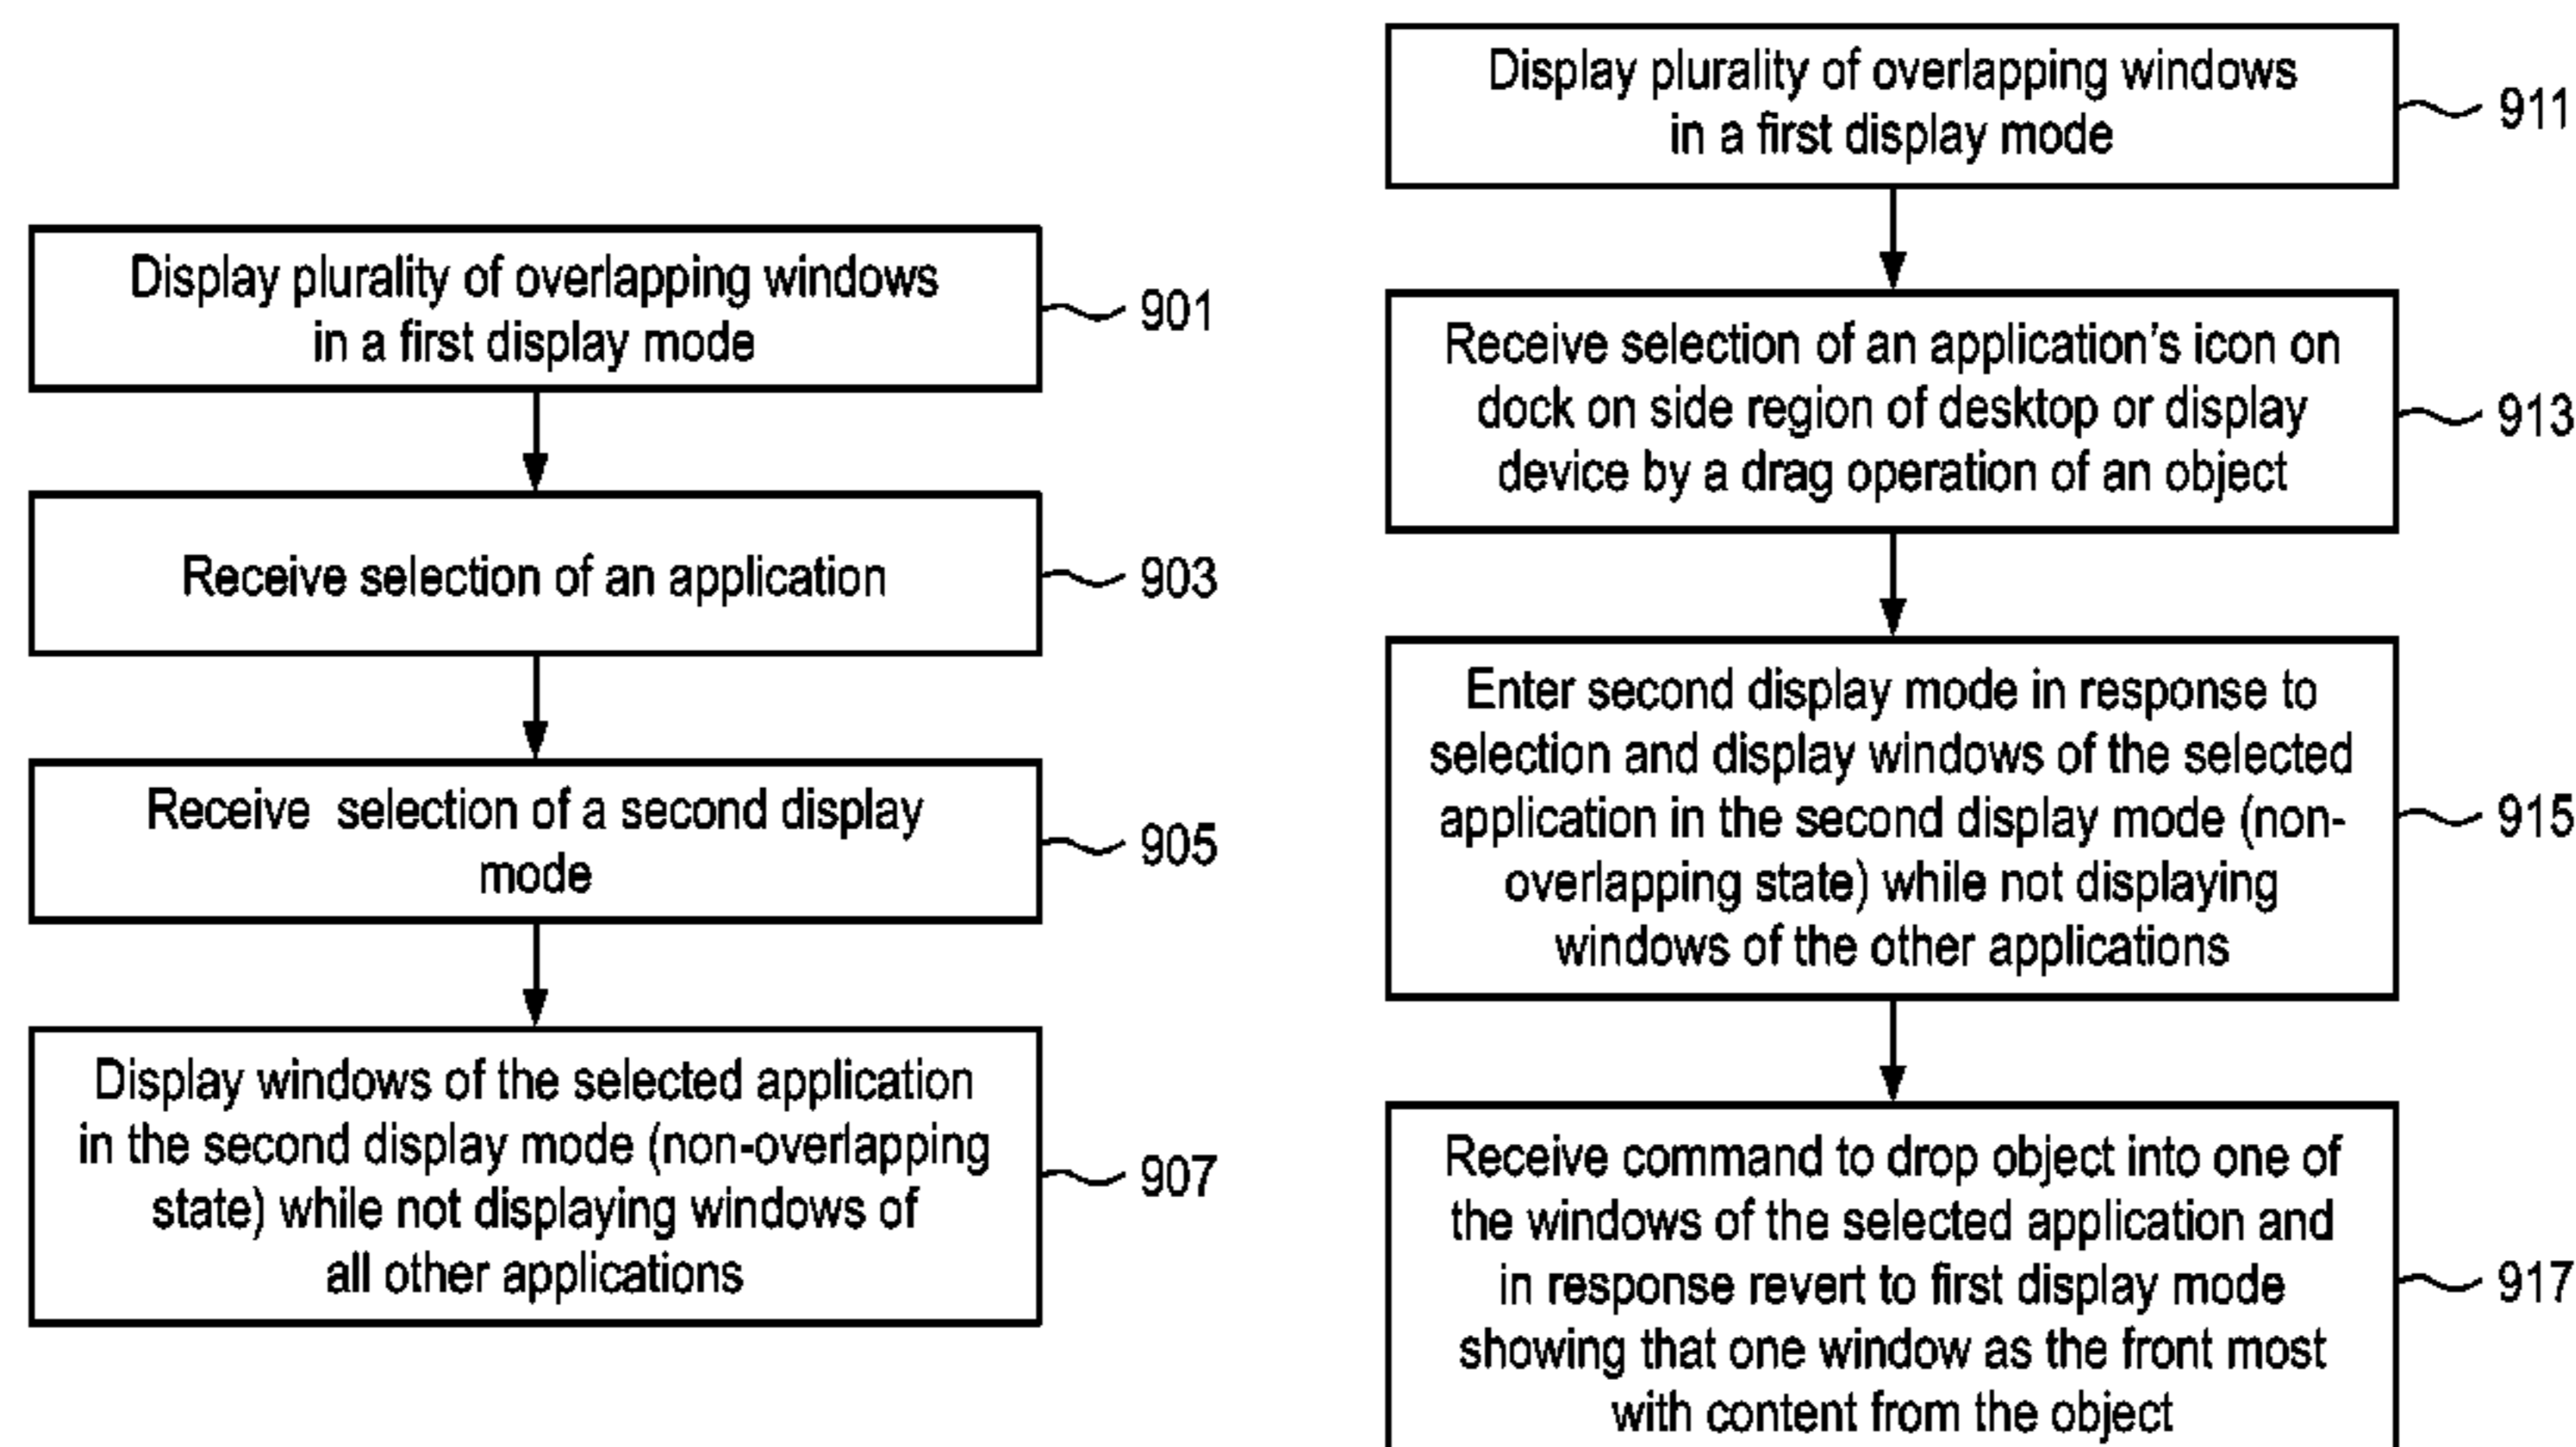 Display plurality of overlapping windows
in a first display mode
901
Receive selection of an application
903
Receive selection of a second display
mode
905
Display windows of the selected application
in the second display mode (non-overlapping
state) while not displaying windows of
all other applications
907
Display plurality of overlapping windows
in a first display mode
911
Receive selection of an application's icon on
dock on side region of desktop or display
device by a drag operation of an object
913
Enter second display mode in response to
selection and display windows of the selected
application in the second display mode (non-
overlapping state) while not displaying
windows of the other applications
915
Receive command to drop object into one of
the windows of the selected application and
in response revert to first display mode
showing that one window as the front most
with content from the object
917